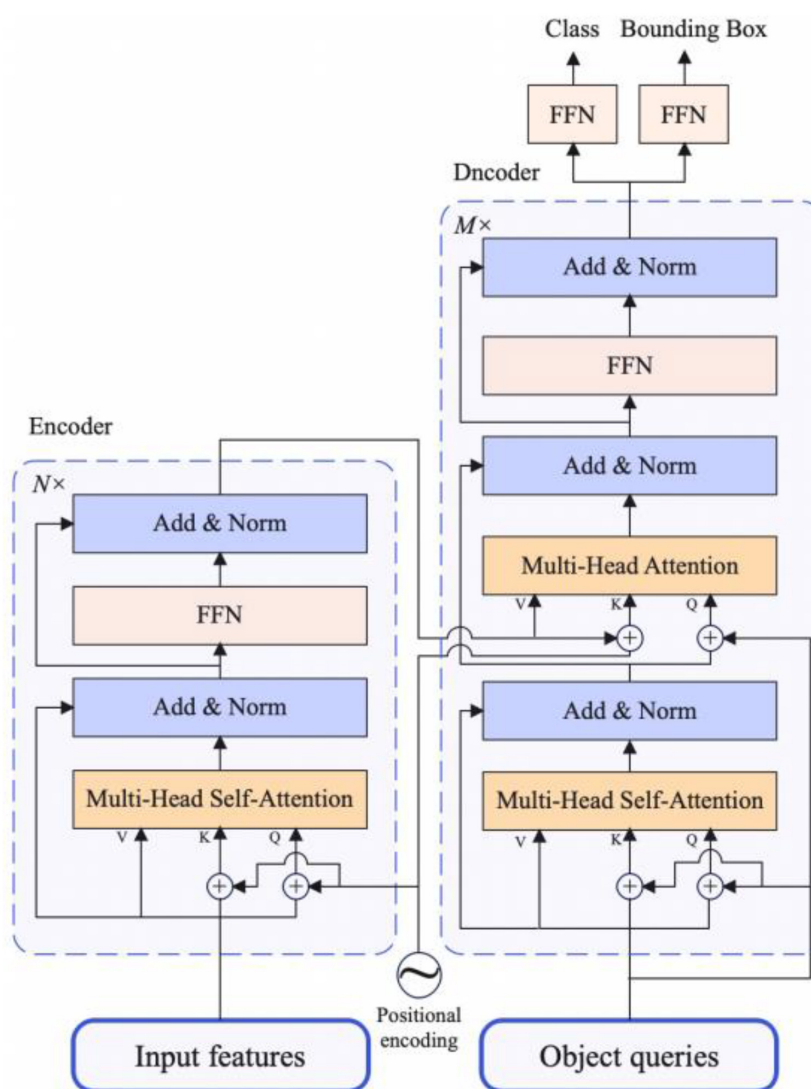 Class Bounding Box
FFN FFN
Dncoder
M×
Add & Norm
FFN
Add & Norm
Multi-Head Attention
V K Q
Add & Norm
Multi-Head Self-Attention
V K Q
Encoder
N×
Add & Norm
FFN
Add & Norm
Multi-Head Self-Attention
V K Q
Positional
encoding
Input features
Object queries